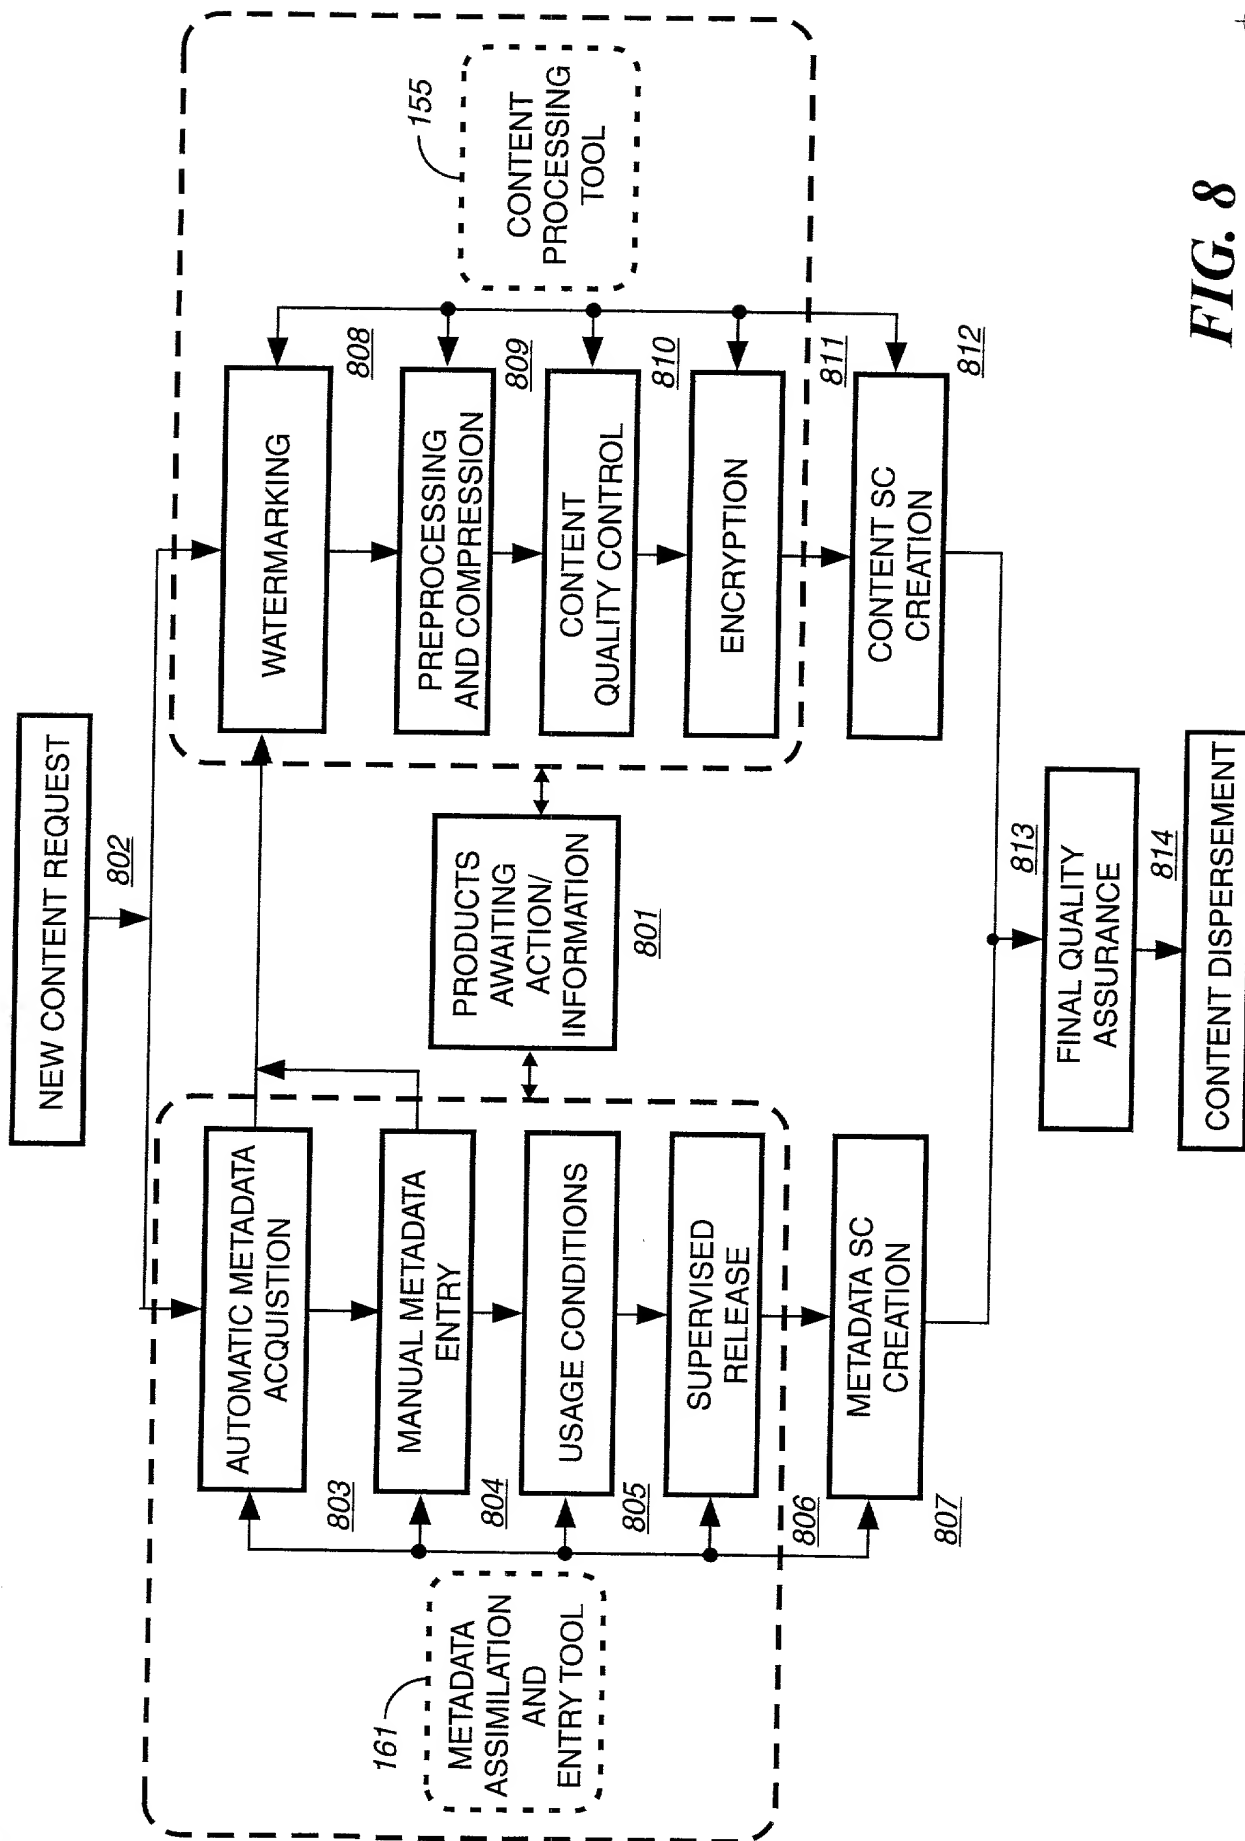 NEW CONTENT REQUEST
802
AUTOMATIC METADATA
ACQUISTION
803
MANUAL METADATA
ENTRY
804
USAGE CONDITIONS
805
SUPERVISED
RELEASE
806
METADATA SC
CREATION
807
161
METADATA
ASSIMILATION
AND
ENTRY TOOL
PRODUCTS
AWAITING
ACTION/
INFORMATION
801
WATERMARKING
808
PREPROCESSING
AND COMPRESSION
809
CONTENT
QUALITY CONTROL
810
ENCRYPTION
811
CONTENT SC
CREATION
812
155
CONTENT
PROCESSING
TOOL
813
FINAL QUALITY
ASSURANCE
814
CONTENT DISPERSEMENT
FIG. 8